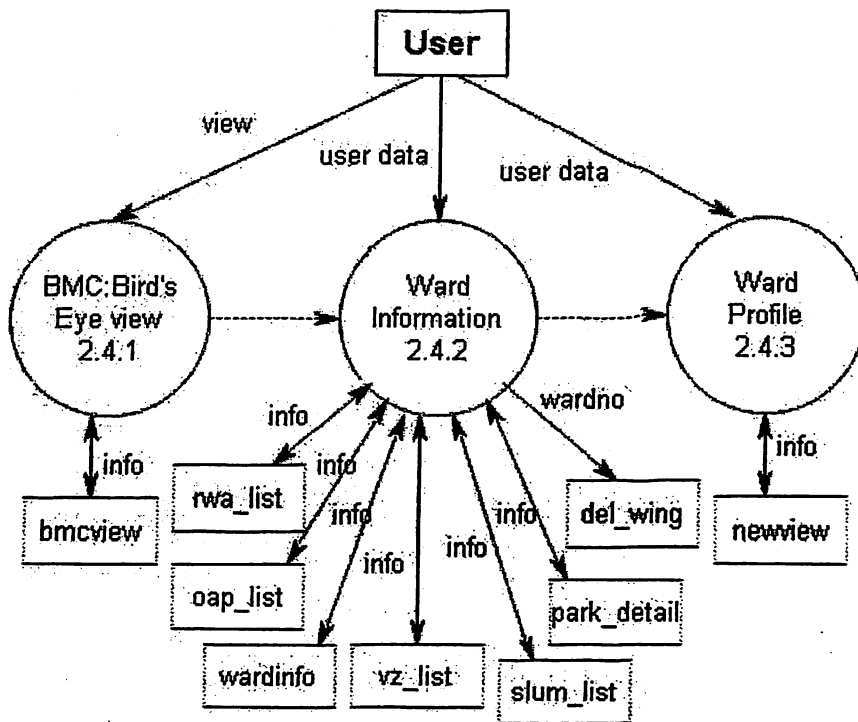 User
view
user data
user data
BMC:Bird's
Eye view
2.4.1
Ward
Information
2.4.2
Ward
Profile
2.4.3
info
info
info
info
info
info
info
wardno
info
bmcview
rwa_list
oap_list
wardinfo
vz_list
slum_list
park_detail
del_wing
newview